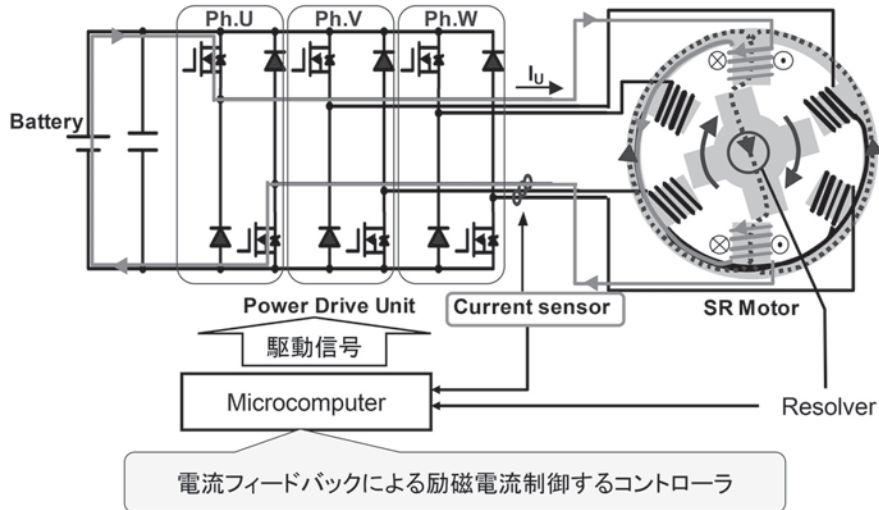 Ph.U Ph.V Ph.W
I_U
Battery
Power Drive Unit
Current sensor
SR Motor
駆動信号
Microcomputer
Resolver
電流フィードバックによる励磁電流制御するコントローラ